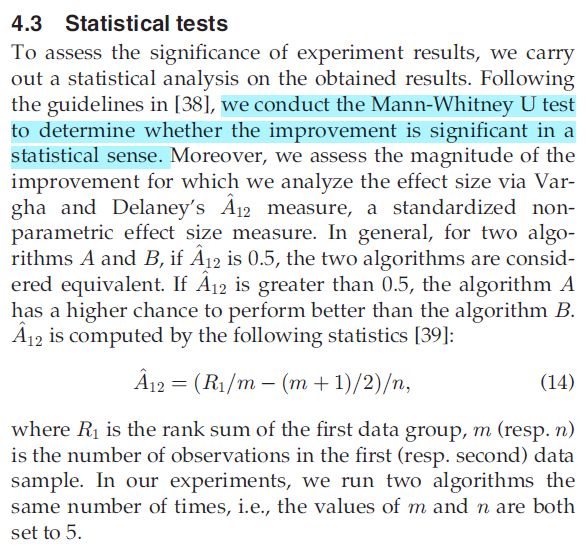 4.3 Statistical tests
To assess the significance of experiment results, we carry
out a statistical analysis on the obtained results. Following
the guidelines in [38], we conduct the Mann-Whitney U test
to determine whether the improvement is significant in a
statistical sense. Moreover, we assess the magnitude of the
improvement for which we analyze the effect size via Var-
gha and Delaney's Â₁₂ measure, a standardized non-
parametric effect size measure. In general, for two algo-
rithms A and B, if Â₁₂ is 0.5, the two algorithms are consid-
ered equivalent. If Â₁₂ is greater than 0.5, the algorithm A
has a higher chance to perform better than the algorithm B.
Â₁₂ is computed by the following statistics [39]:
Â₁₂ = (R₁/m − (m + 1)/2)/n, (14)
where R₁ is the rank sum of the first data group, m (resp. n)
is the number of observations in the first (resp. second) data
sample. In our experiments, we run two algorithms the
same number of times, i.e., the values of m and n are both
set to 5.